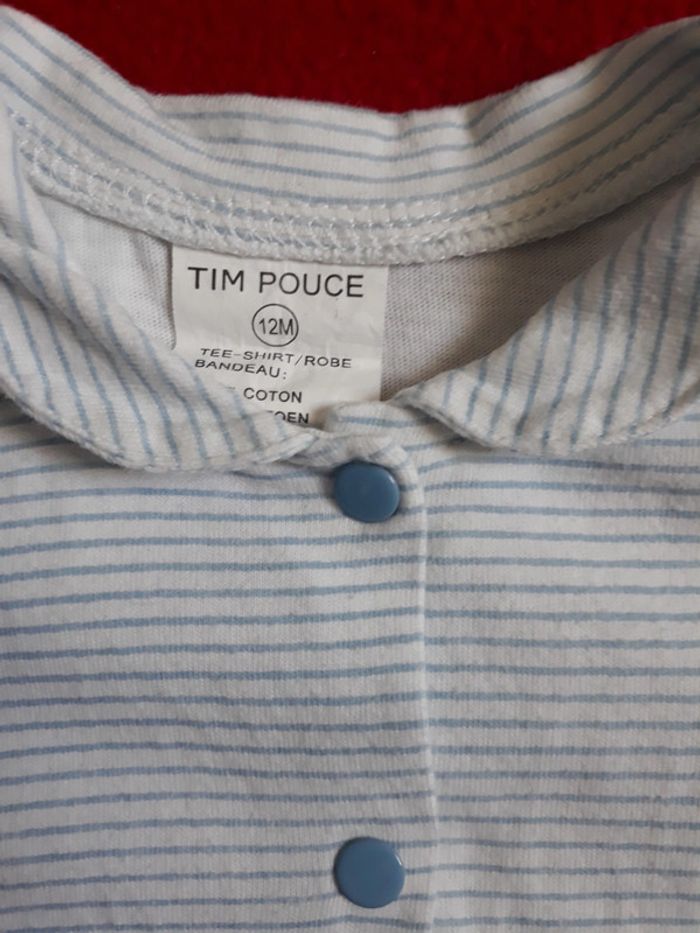 TIM POUCE
12M
TEE-SHIRT/ROBE
BANDEAU:
COTON